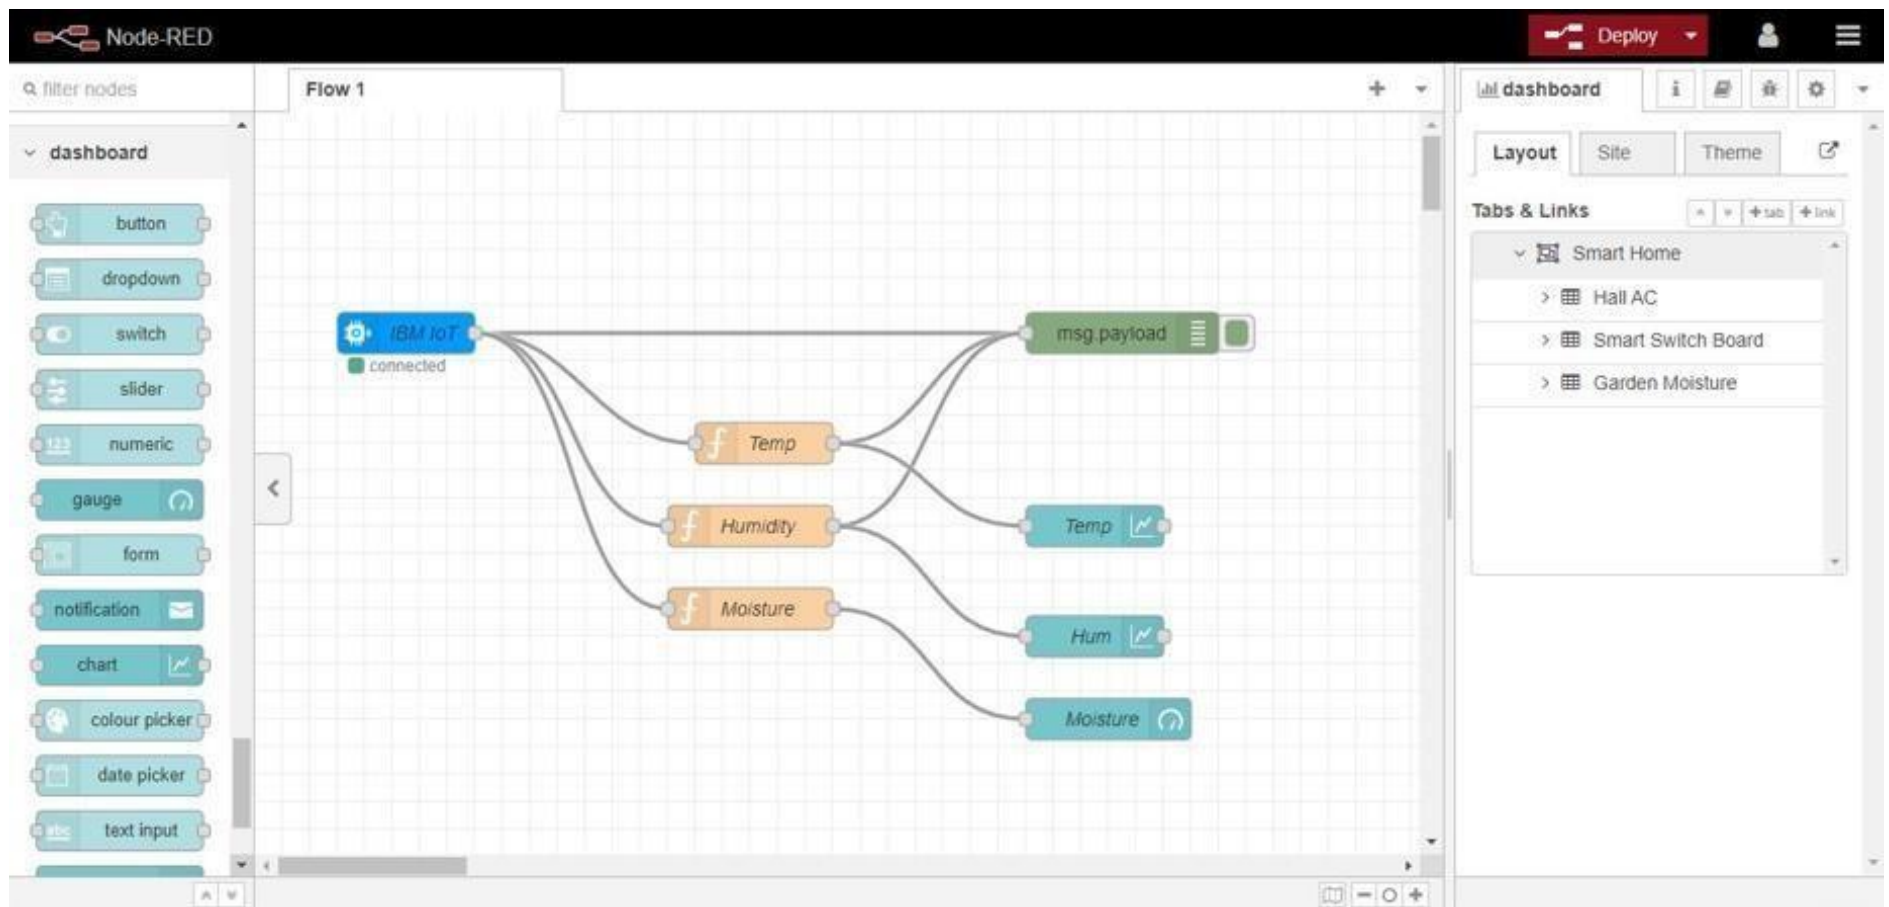 Node-RED
Deploy
filter nodes
Flow 1
dashboard
i
dashboard
Layout
Site
Theme
button
Tabs & Links
+ tab
+ link
dropdown
Smart Home
switch
Hall AC
IBM IoT
msg.payload
Smart Switch Board
connected
slider
Garden Moisture
123
numeric
Temp
gauge
Humidity
Temp
form
notification
Moisture
Hum
chart
colour picker
Moisture
date picker
abc
text input